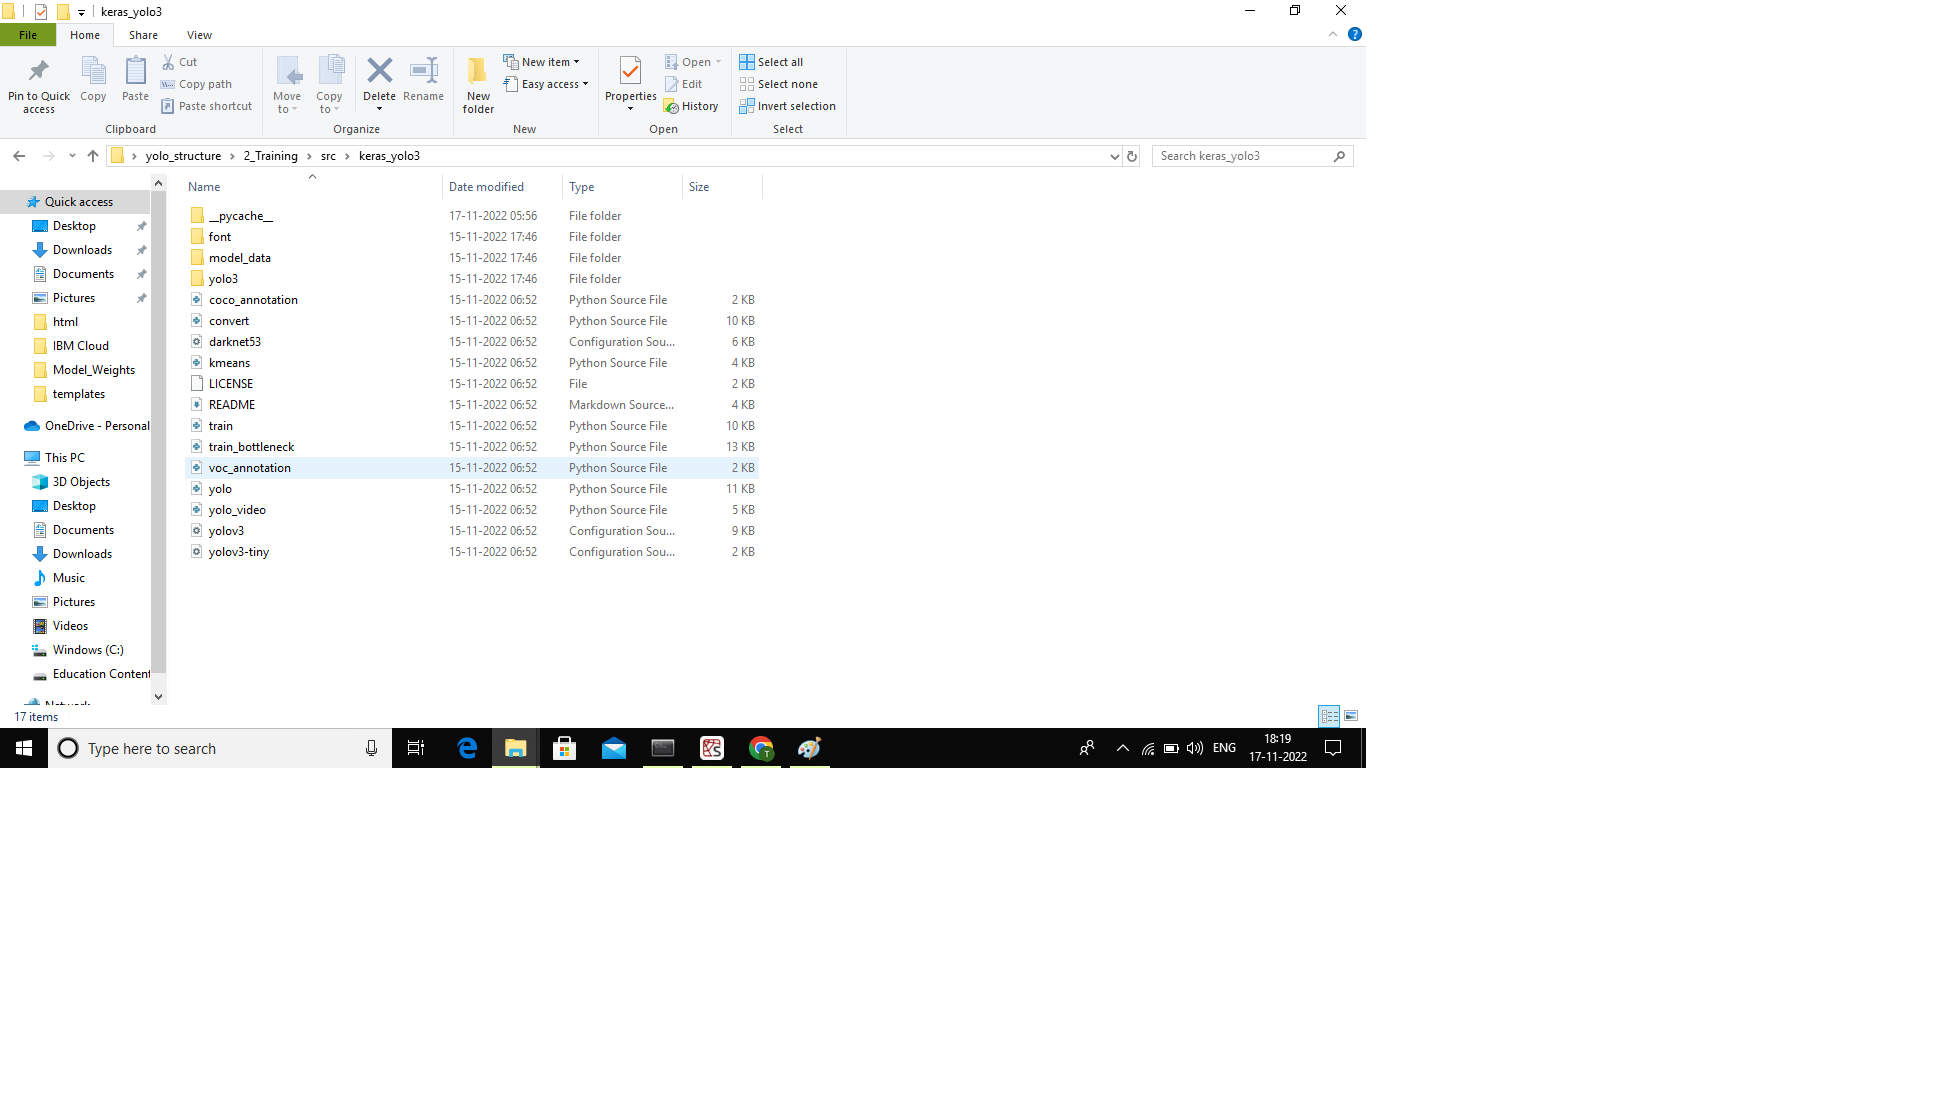 keras_yolo3
File Home Share View
Pin to Quick access
Copy
Paste
Cut
Copy path
Paste shortcut
Clipboard
Move to
Copy to
Delete
Rename
Organize
New folder
New item
Easy access
New
Properties
Open
Edit
History
Open
Select all
Select none
Invert selection
Select
yolo_structure > 2_Training > src > keras_yolo3
Search keras_yolo3
Quick access
Desktop
Downloads
Documents
Pictures
html
IBM Cloud
Model_Weights
templates
OneDrive - Personal
This PC
3D Objects
Desktop
Documents
Downloads
Music
Pictures
Videos
Windows (C:)
Education Content
Network
Name Date modified Type Size
__pycache__ 17-11-2022 05:56 File folder
font 15-11-2022 17:46 File folder
model_data 15-11-2022 17:46 File folder
yolo3 15-11-2022 17:46 File folder
coco_annotation 15-11-2022 06:52 Python Source File 2 KB
convert 15-11-2022 06:52 Python Source File 10 KB
darknet53 15-11-2022 06:52 Configuration Sou... 6 KB
kmeans 15-11-2022 06:52 Python Source File 4 KB
LICENSE 15-11-2022 06:52 File 2 KB
README 15-11-2022 06:52 Markdown Source... 4 KB
train 15-11-2022 06:52 Python Source File 10 KB
train_bottleneck 15-11-2022 06:52 Python Source File 13 KB
voc_annotation 15-11-2022 06:52 Python Source File 2 KB
yolo 15-11-2022 06:52 Python Source File 11 KB
yolo_video 15-11-2022 06:52 Python Source File 5 KB
yolov3 15-11-2022 06:52 Configuration Sou... 9 KB
yolov3-tiny 15-11-2022 06:52 Configuration Sou... 2 KB
17 items
Type here to search
ENG
18:19
17-11-2022